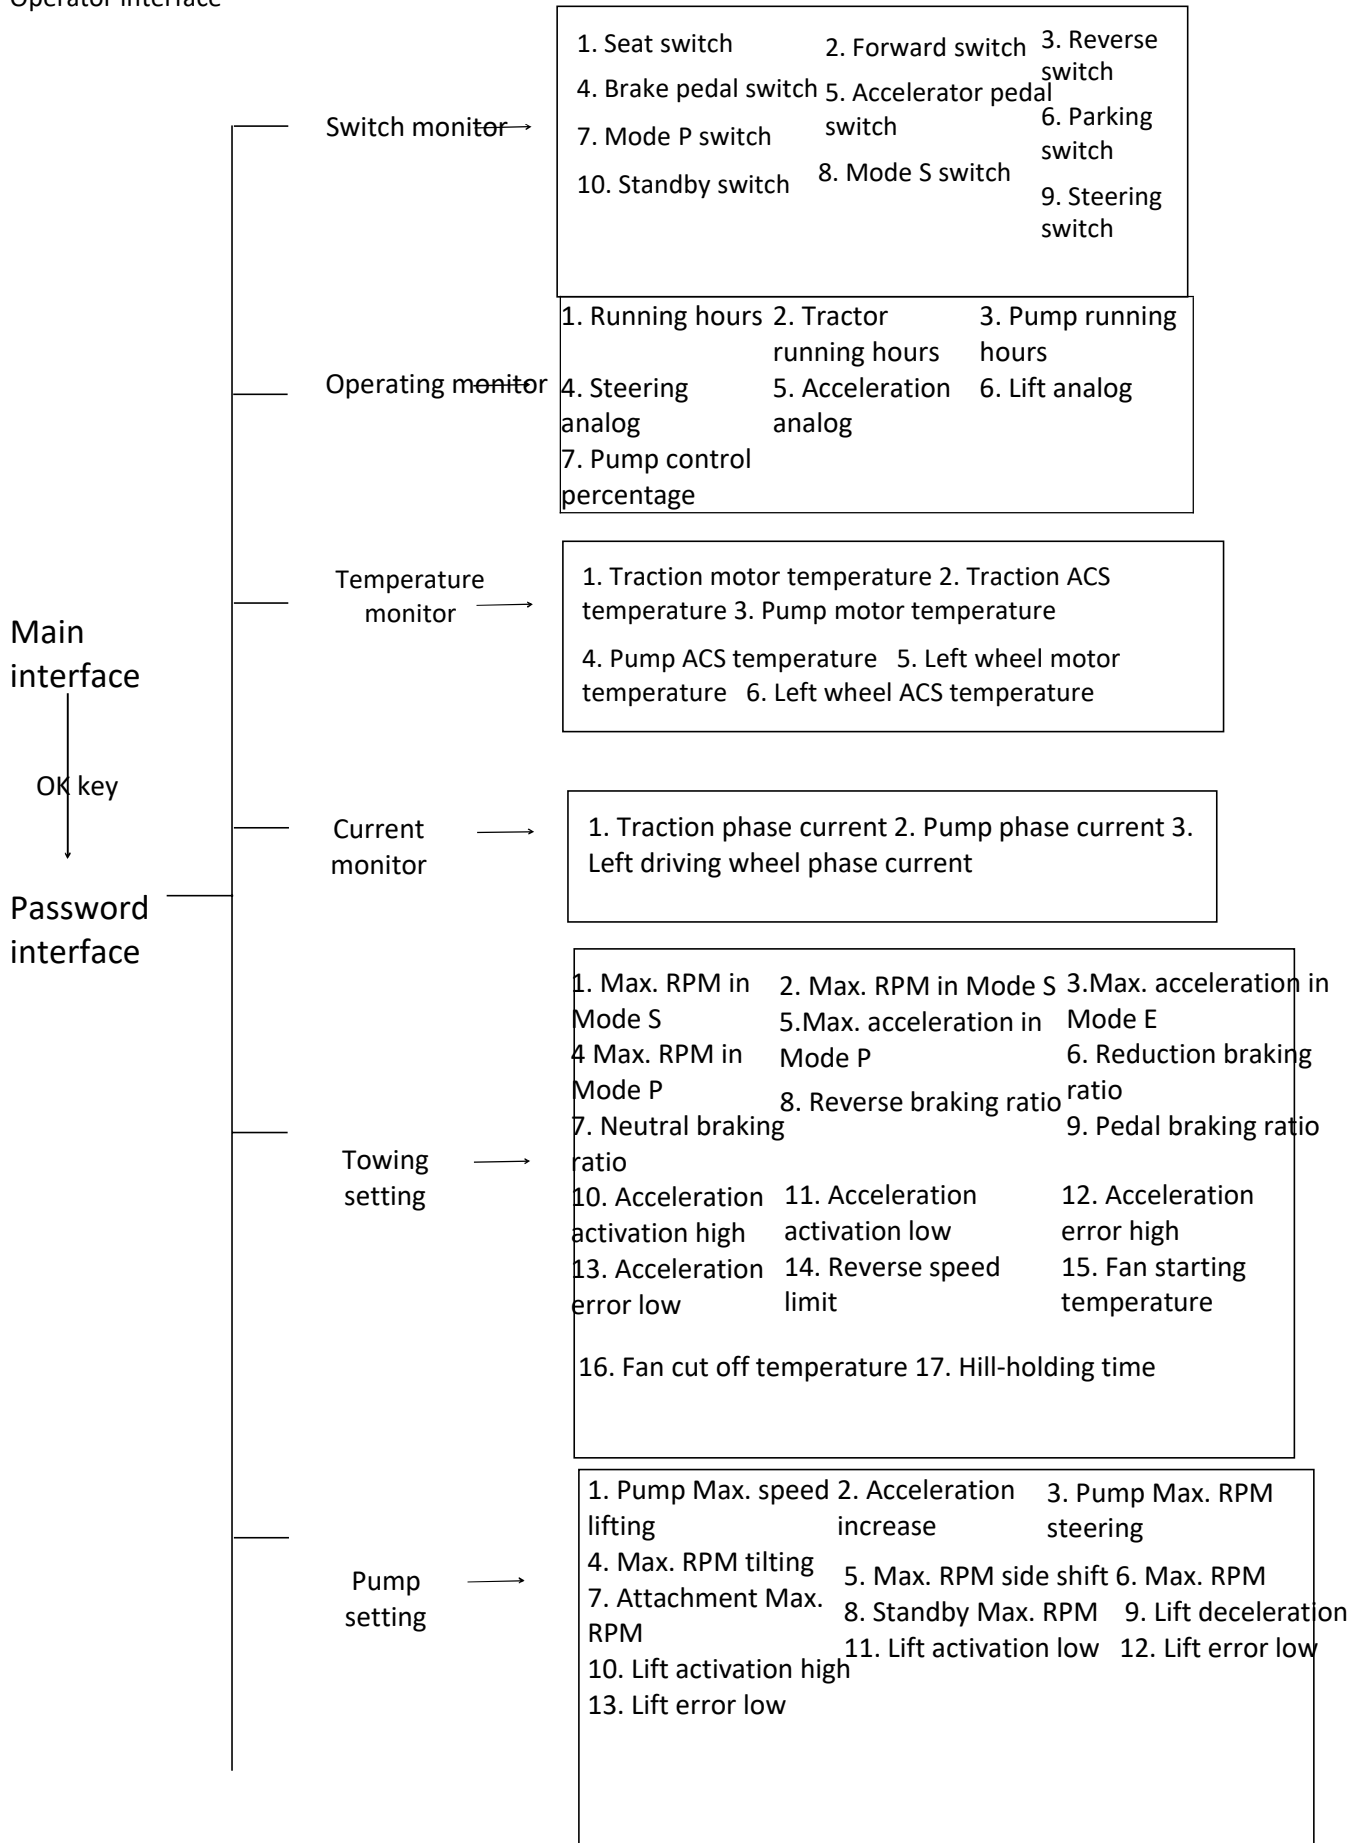 Operator interface
Main
interface
OK key
Password
interface
Switch monitor
1. Seat switch
2. Forward switch
3. Reverse
switch
4. Brake pedal switch
5. Accelerator pedal
switch
6. Parking
switch
7. Mode P switch
8. Mode S switch
9. Steering
switch
10. Standby switch
Operating monitor
1. Running hours
2. Tractor
running hours
3. Pump running
hours
4. Steering
analog
5. Acceleration
analog
6. Lift analog
7. Pump control
percentage
Temperature
monitor
1. Traction motor temperature 2. Traction ACS
temperature 3. Pump motor temperature
4. Pump ACS temperature 5. Left wheel motor
temperature 6. Left wheel ACS temperature
Current
monitor
1. Traction phase current 2. Pump phase current 3.
Left driving wheel phase current
Towing
setting
1. Max. RPM in
Mode S
2. Max. RPM in Mode S
3.Max. acceleration in
Mode E
4 Max. RPM in
Mode P
5.Max. acceleration in
Mode P
6. Reduction braking
ratio
7. Neutral braking
ratio
8. Reverse braking ratio
9. Pedal braking ratio
10. Acceleration
activation high
11. Acceleration
activation low
12. Acceleration
error high
13. Acceleration
error low
14. Reverse speed
limit
15. Fan starting
temperature
16. Fan cut off temperature 17. Hill-holding time
Pump
setting
1. Pump Max. speed
lifting
2. Acceleration
increase
3. Pump Max. RPM
steering
4. Max. RPM tilting
5. Max. RPM side shift 6. Max. RPM
7. Attachment Max.
RPM
8. Standby Max. RPM
9. Lift deceleration
10. Lift activation high
11. Lift activation low
12. Lift error low
13. Lift error low